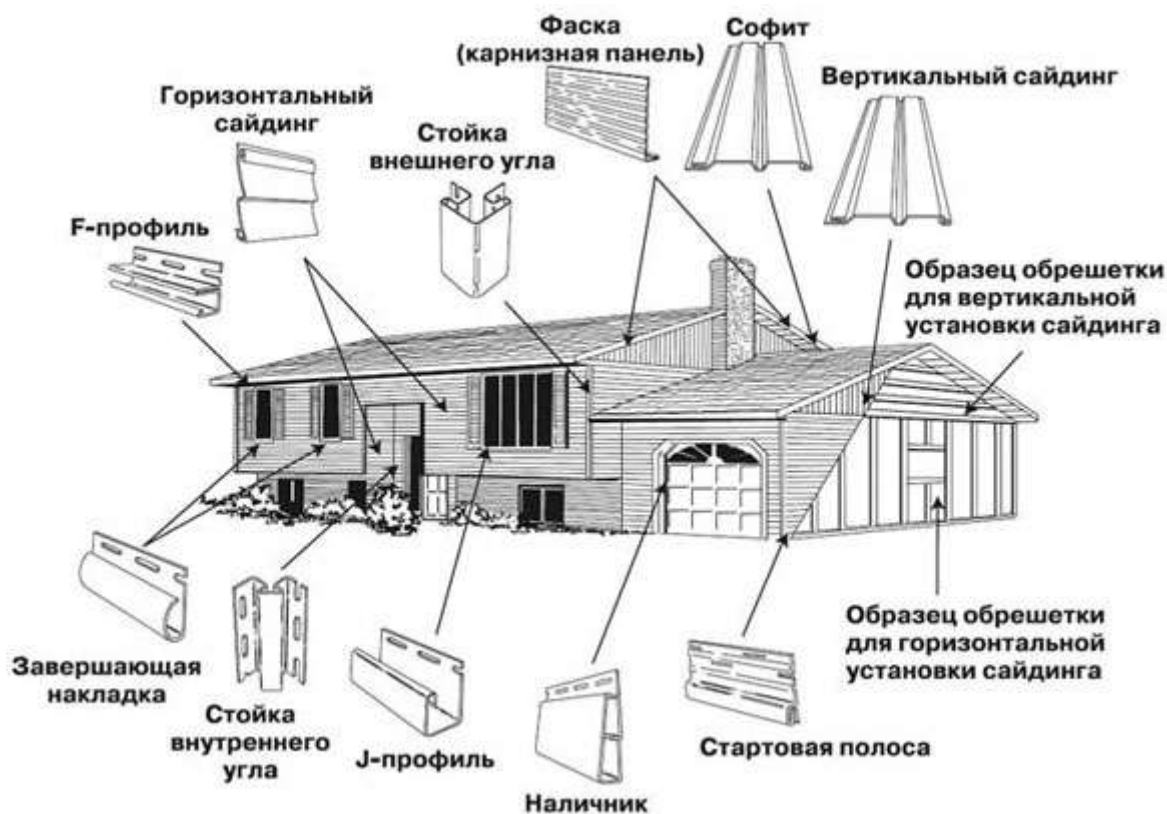 Фаска
(карнизная панель)
Софит
Вертикальный сайдинг
Горизонтальный
сайдинг
Стойка
внешнего угла
F-профиль
Образец обрешетки
для вертикальной
установки сайдинга
Образец обрешетки
для горизонтальной
установки сайдинга
Завершающая
накладка
Стойка
внутреннего
угла
J-профиль
Наличник
Стартовая полоса